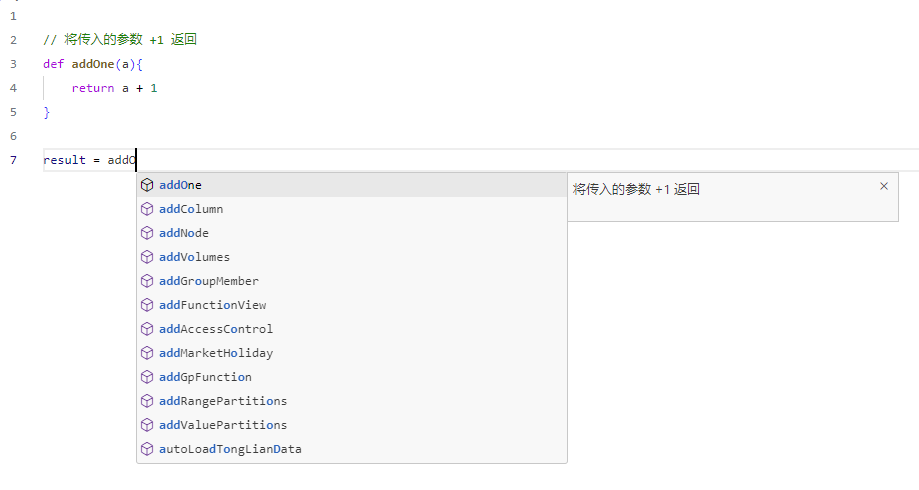 1
2 // 将传入的参数 +1 返回
3 def addOne(a){
4 return a + 1
5 }
6
7 result = addO
addOne
将传入的参数 +1 返回 ×
addColumn
addNode
addVolumes
addGroupMember
addFunctionView
addAccessControl
addMarketHoliday
addGpFunction
addRangePartitions
addValuePartitions
autoLoadTongLianData